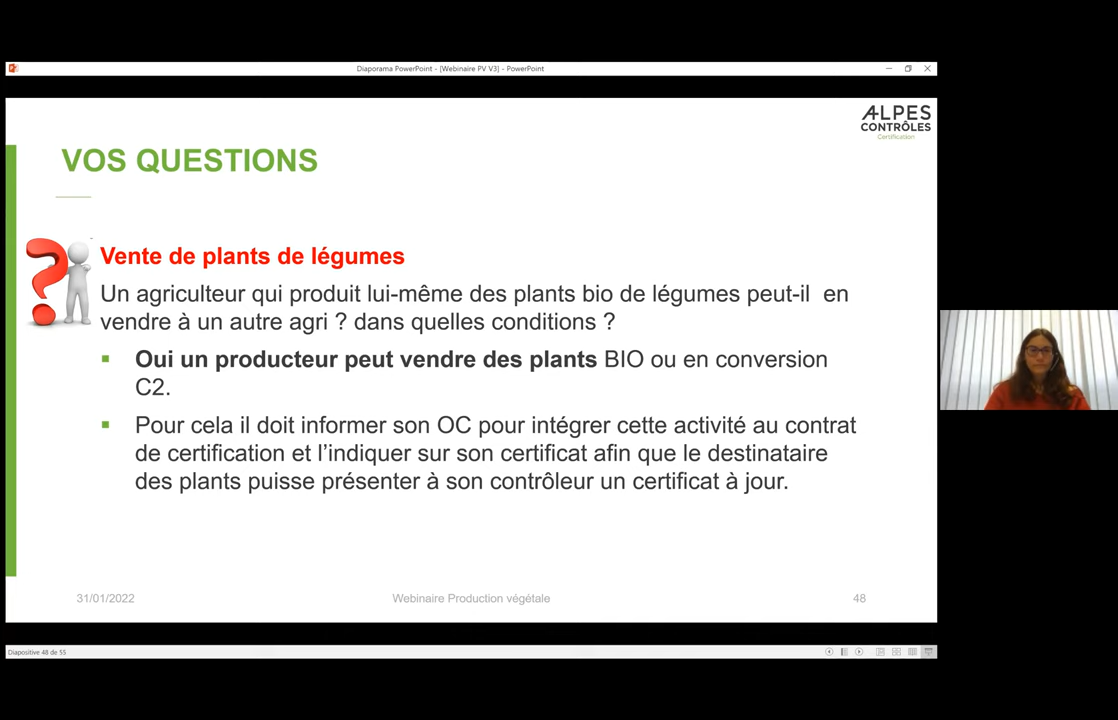 Diaporama PowerPoint - [Webinaire PV V3] - PowerPoint
ALPES
CONTRÔLES
Certification
VOS QUESTIONS
Vente de plants de légumes
Un agriculteur qui produit lui-même des plants bio de légumes peut-il en
vendre à un autre agri ? dans quelles conditions ?
Oui un producteur peut vendre des plants BIO ou en conversion
C2.
Pour cela il doit informer son OC pour intégrer cette activité au contrat
de certification et l’indiquer sur son certificat afin que le destinataire
des plants puisse présenter à son contrôleur un certificat à jour.
31/01/2022
Webinaire Production végétale
48
Diapositive 48 de 55